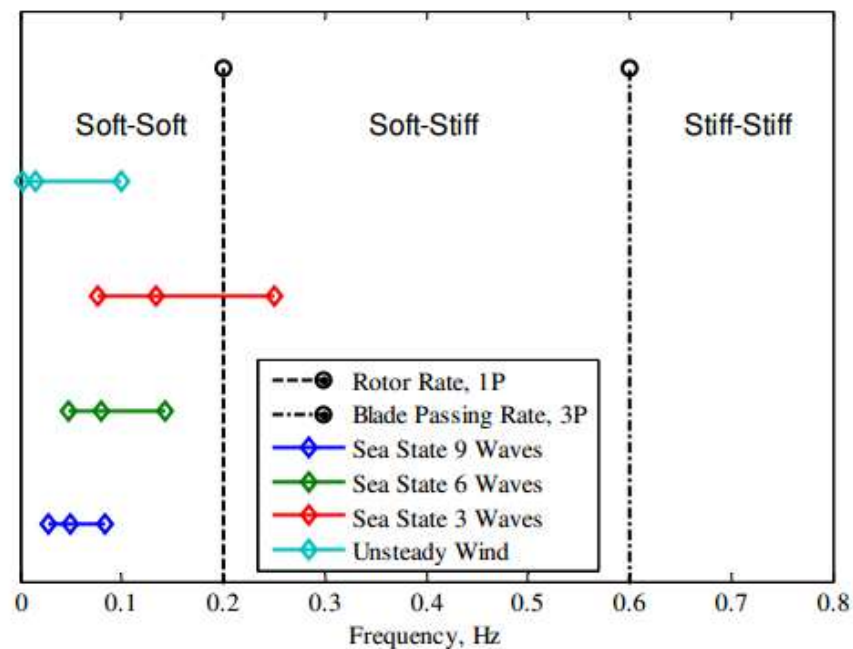 Soft-Soft Soft-Stiff Stiff-Stiff
Rotor Rate, 1P
Blade Passing Rate, 3P
Sea State 9 Waves
Sea State 6 Waves
Sea State 3 Waves
Unsteady Wind
0 0.1 0.2 0.3 0.4 0.5 0.6 0.7 0.8
Frequency, Hz